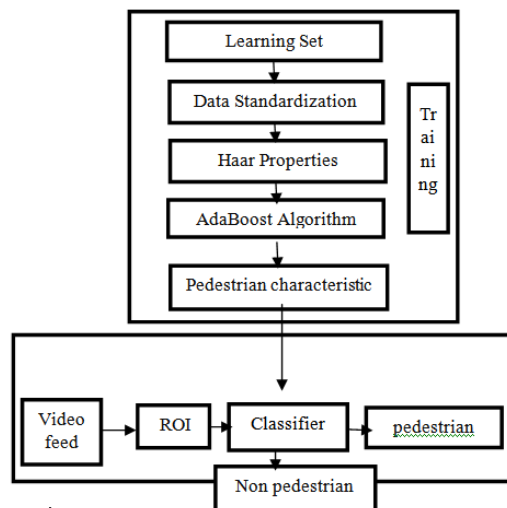 Learning Set
Data Standardization
Haar Properties
AdaBoost Algorithm
Pedestrian characteristic
Tr
ai
ni
ng
Video
feed
ROI
Classifier
pedestrian
Non pedestrian